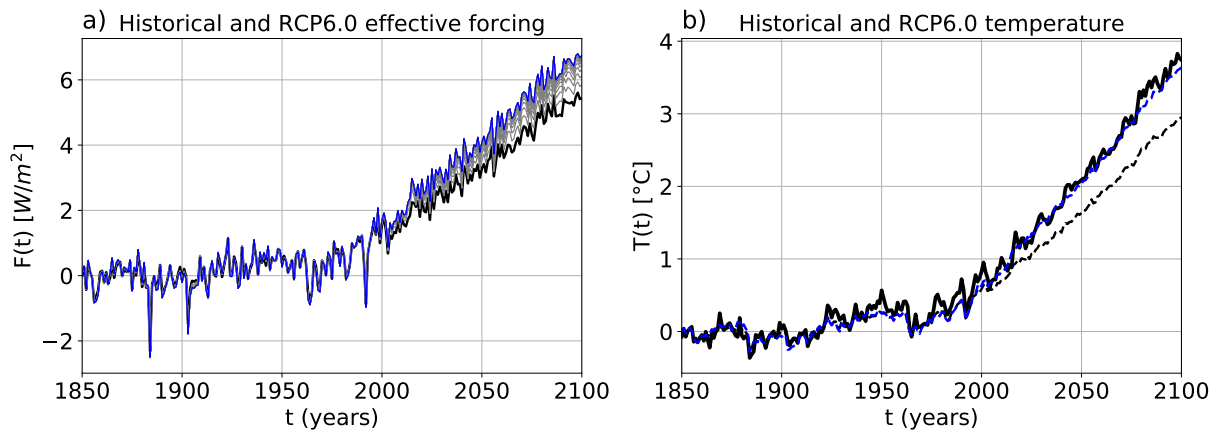 a) Historical and RCP6.0 effective forcing
F(t) [W/m²]
6
4
2
0
−2
1850 1900 1950 2000 2050 2100
t (years)
b) Historical and RCP6.0 temperature
T(t) [°C]
4
3
2
1
0
1850 1900 1950 2000 2050 2100
t (years)